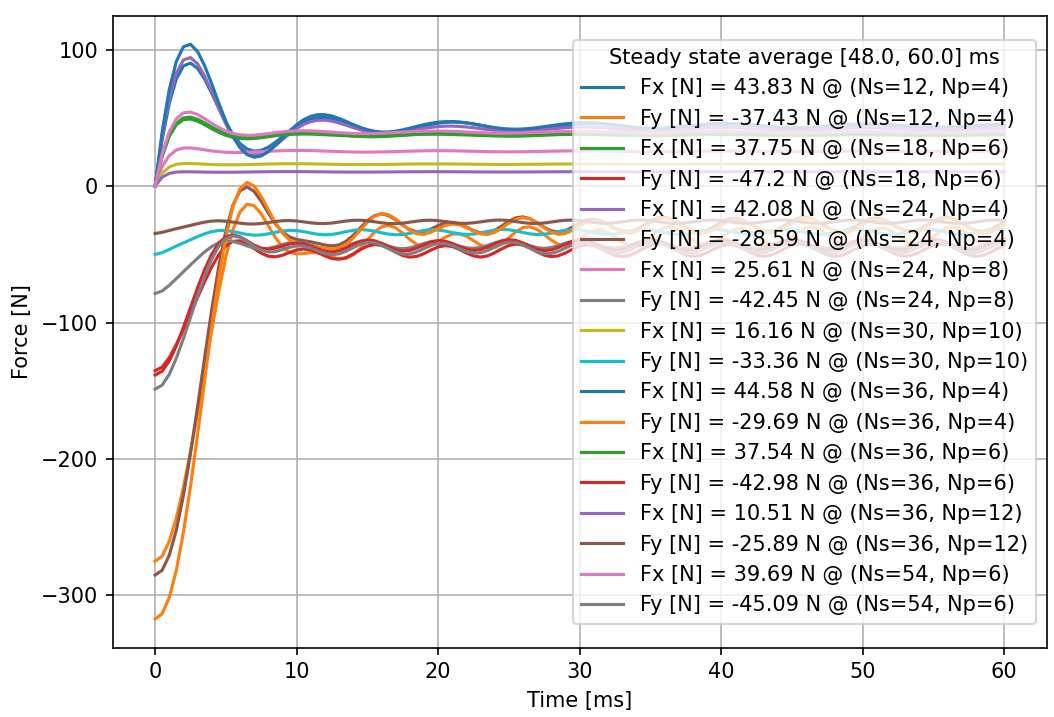 100
0
−100
−200
−300
Force [N]
0
10
20
30
40
50
60
Time [ms]
Steady state average [48.0, 60.0] ms
Fx [N] = 43.83 N @ (Ns=12, Np=4)
Fy [N] = -37.43 N @ (Ns=12, Np=4)
Fx [N] = 37.75 N @ (Ns=18, Np=6)
Fy [N] = -47.2 N @ (Ns=18, Np=6)
Fx [N] = 42.08 N @ (Ns=24, Np=4)
Fy [N] = -28.59 N @ (Ns=24, Np=4)
Fx [N] = 25.61 N @ (Ns=24, Np=8)
Fy [N] = -42.45 N @ (Ns=24, Np=8)
Fx [N] = 16.16 N @ (Ns=30, Np=10)
Fy [N] = -33.36 N @ (Ns=30, Np=10)
Fx [N] = 44.58 N @ (Ns=36, Np=4)
Fy [N] = -29.69 N @ (Ns=36, Np=4)
Fx [N] = 37.54 N @ (Ns=36, Np=6)
Fy [N] = -42.98 N @ (Ns=36, Np=6)
Fx [N] = 10.51 N @ (Ns=36, Np=12)
Fy [N] = -25.89 N @ (Ns=36, Np=12)
Fx [N] = 39.69 N @ (Ns=54, Np=6)
Fy [N] = -45.09 N @ (Ns=54, Np=6)